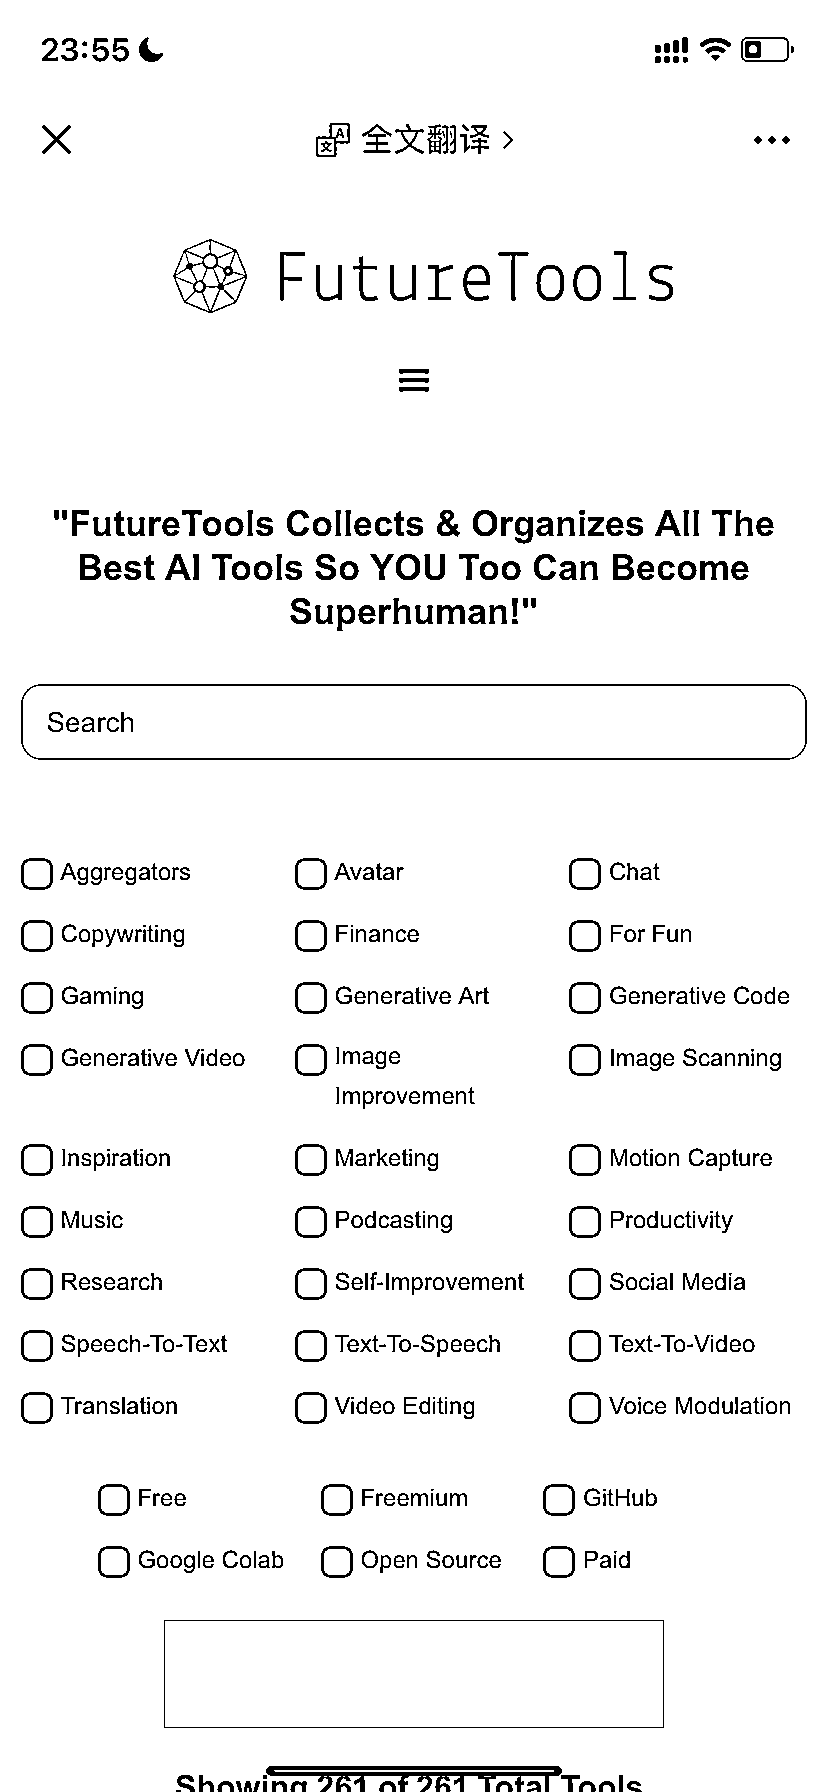 23:55
全文翻译
FutureTools
"FutureTools Collects & Organizes All The
Best AI Tools So YOU Too Can Become
Superhuman!"
Search
Aggregators Avatar Chat
Copywriting Finance For Fun
Gaming Generative Art Generative Code
Generative Video Image Image Scanning
Improvement
Inspiration Marketing Motion Capture
Music Podcasting Productivity
Research Self-Improvement Social Media
Speech-To-Text Text-To-Speech Text-To-Video
Translation Video Editing Voice Modulation
Free Freemium GitHub
Google Colab Open Source Paid
Showing 261 of 261 Total Tools